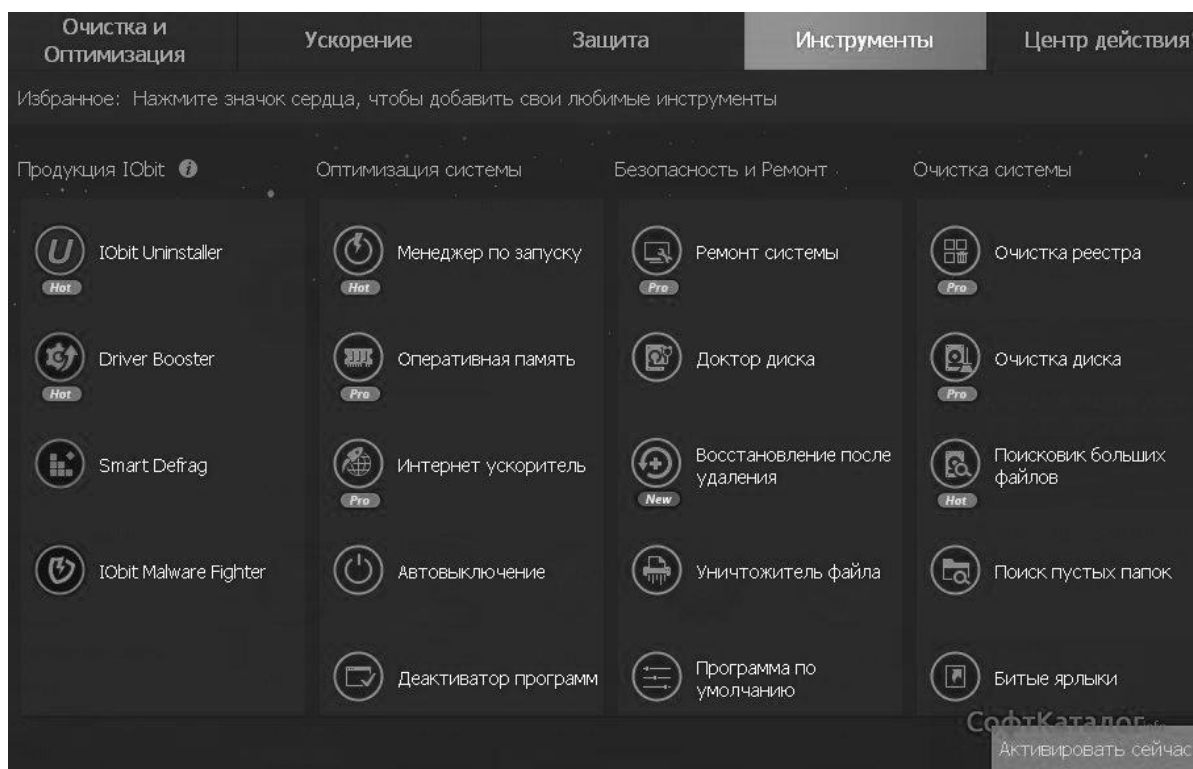 Очистка и
Оптимизация
Ускорение
Защита
Инструменты
Центр действия
Избранное: Нажмите значок сердца, чтобы добавить свои любимые инструменты
Продукция IObit
Оптимизация системы
Безопасность и Ремонт
Очистка системы
IObit Uninstaller
Hot
Менеджер по запуску
Hot
Ремонт системы
Pro
Очистка реестра
Pro
Driver Booster
Hot
Оперативная память
Pro
Доктор диска
Очистка диска
Pro
Smart Defrag
Интернет ускоритель
Pro
Восстановление после
удаления
New
Поисковик больших
файлов
Hot
IObit Malware Fighter
Автовыключение
Уничтожитель файла
Поиск пустых папок
Деактиватор программ
Программа по
умолчанию
Битые ярлыки
СофтКаталог.info
Активировать сейчас